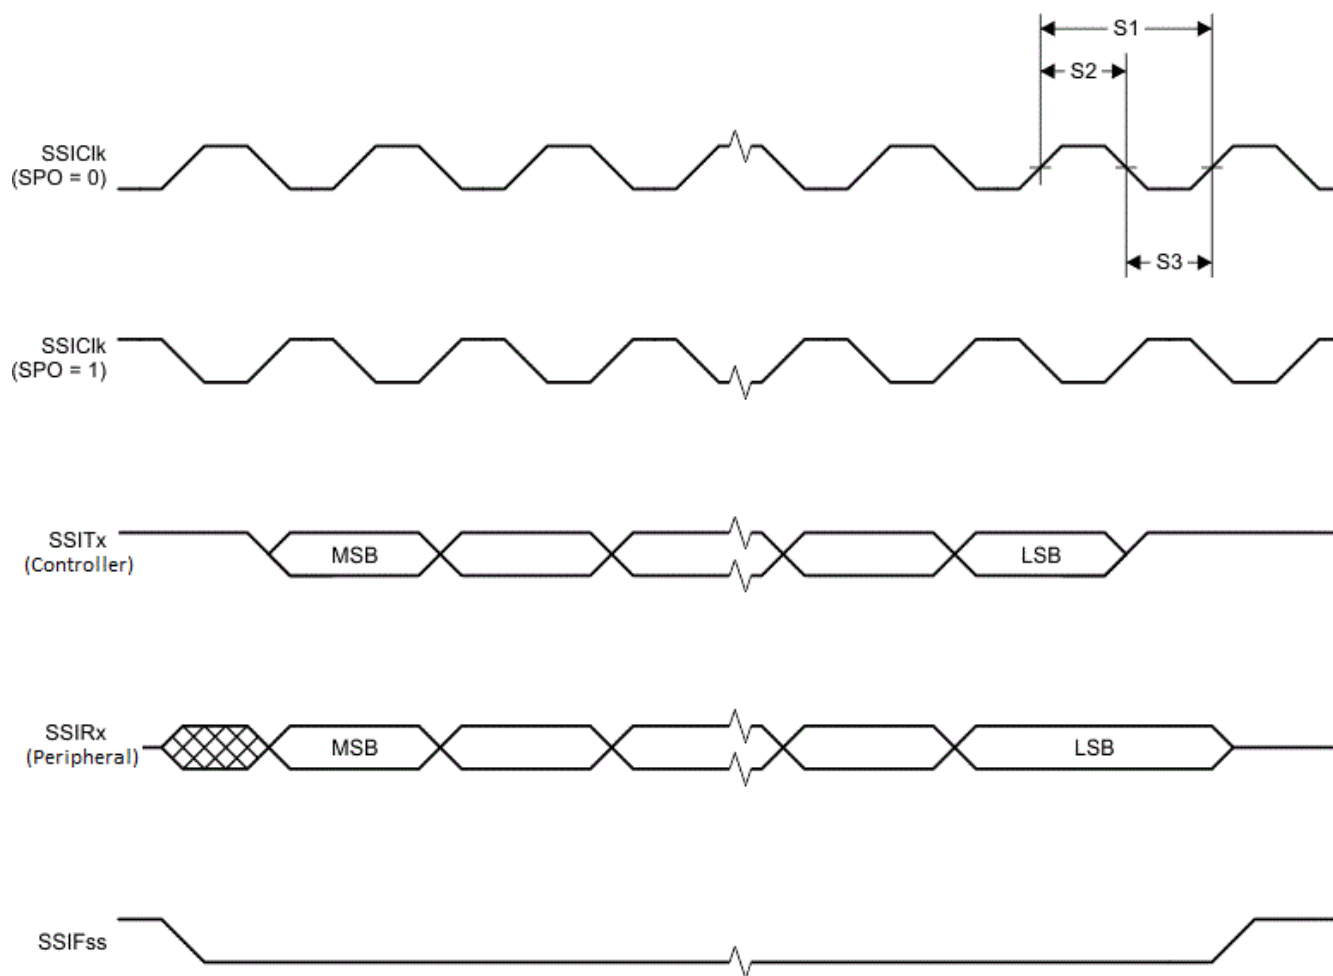 S1
S2
SSIClk
(SPO = 0)
S3
SSIClk
(SPO = 1)
SSITx
(Controller)
MSB
LSB
SSIRx
(Peripheral)
MSB
LSB
SSIFss